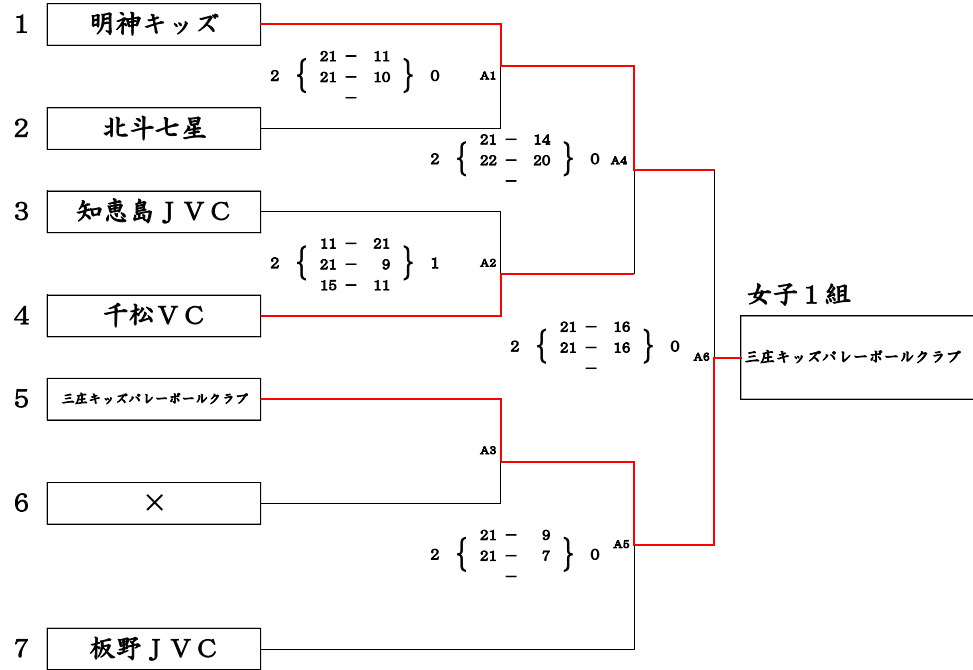 1 明神キッズ
21 － 11
2 { 21 － 10 } 0 A1
－
2 北斗七星
21 － 14
2 { 22 － 20 } 0 A4
－
3 知恵島ＪＶＣ
11 － 21
2 { 21 － 9 } 1 A2
15 － 11
女子１組
4 千松ＶＣ
21 － 16
2 { 21 － 16 } 0 A6
－
三庄キッズバレーボールクラブ
5 三庄キッズバレーボールクラブ
A3
6 ×
21 － 9
2 { 21 － 7 } 0 A5
－
7 板野ＪＶＣ